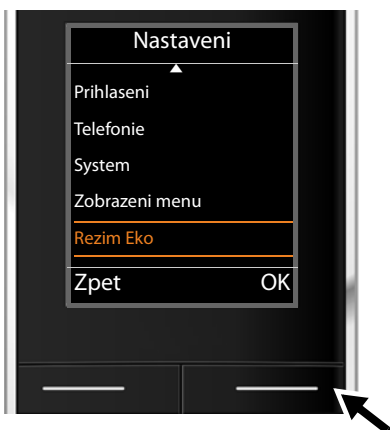 Nastaveni
Prihlaseni
Telefonie
System
Zobrazeni menu
Rezim Eko
Zpet OK